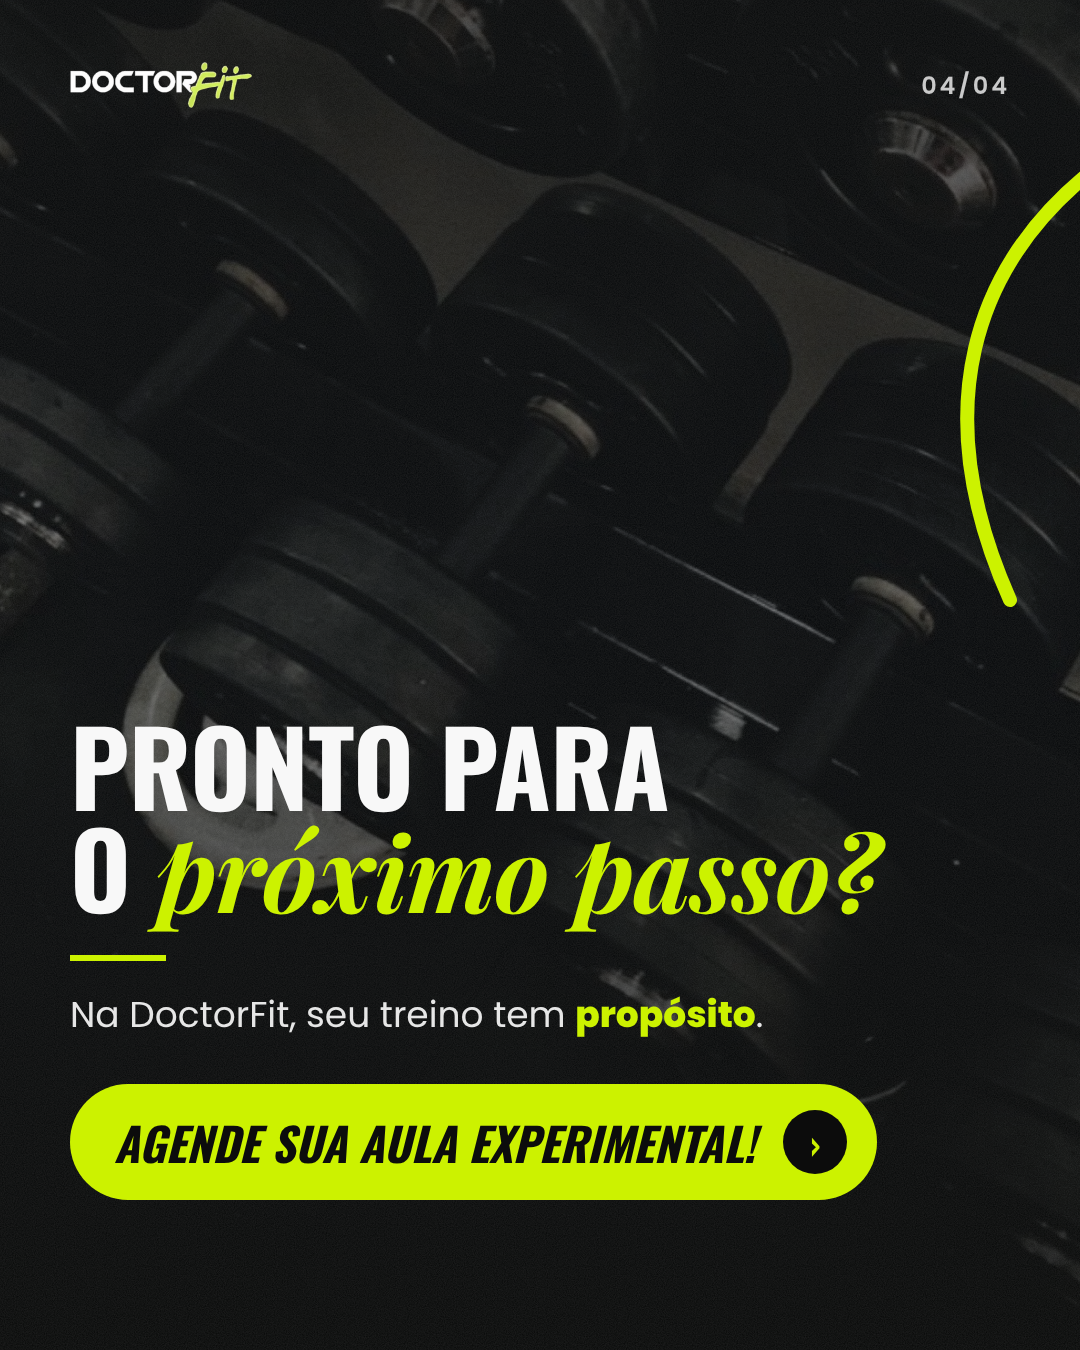 DOCTORFiT
04/04
PRONTO PARA
O próximo passo?
Na DoctorFit, seu treino tem propósito.
AGENDE SUA AULA EXPERIMENTAL! ›